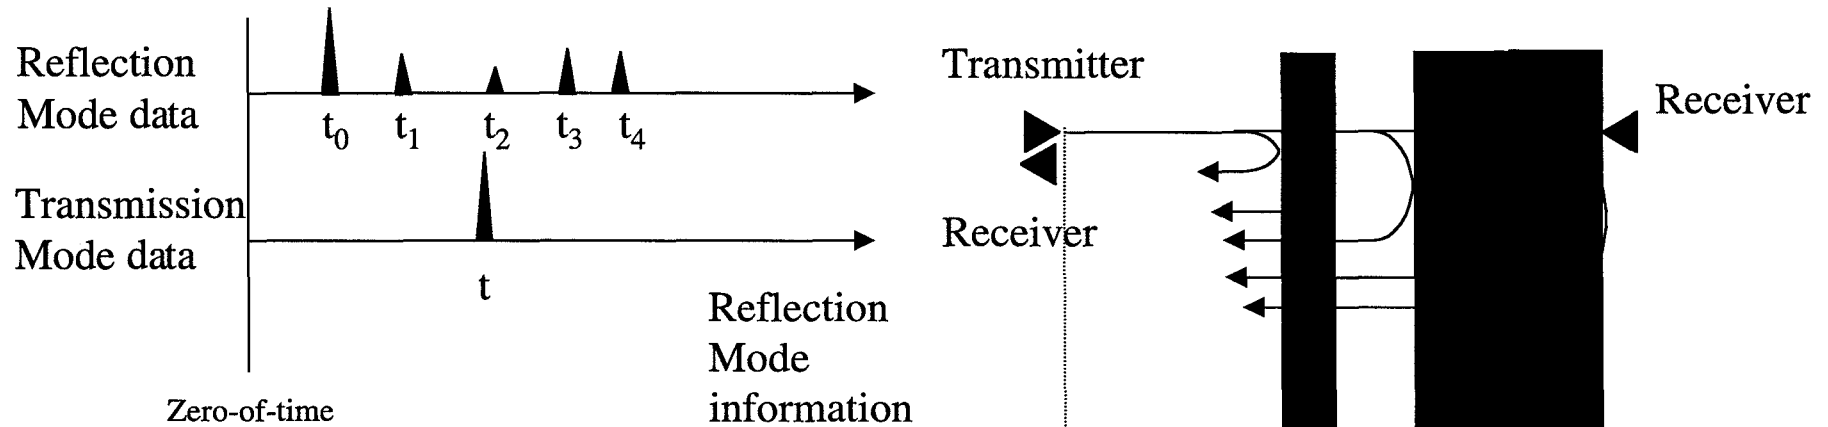 Reflection
Mode data
t0 t1 t2 t3 t4
Transmission
Mode data
t
Zero-of-time
Reflection
Mode
information
Transmitter
Receiver
Receiver